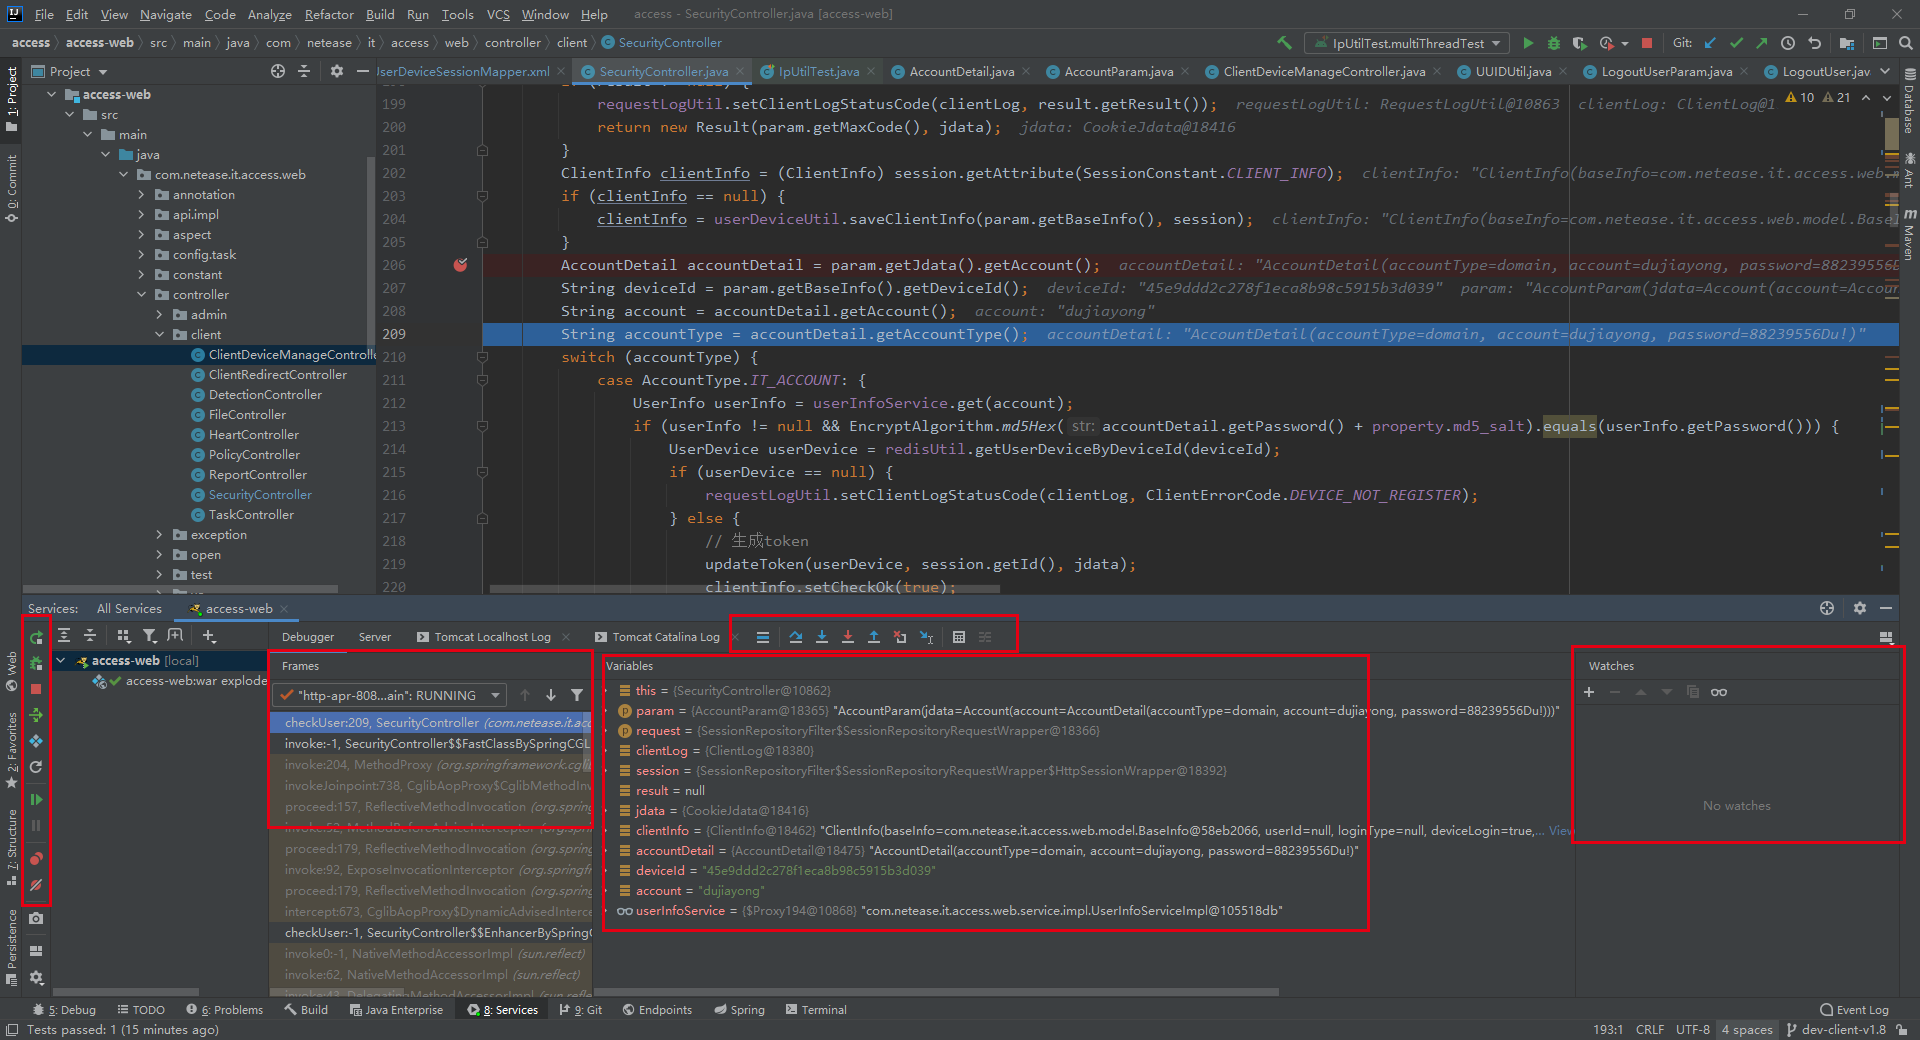 File Edit View Navigate Code Analyze Refactor Build Run Tools VCS Window Help access - SecurityController.java [access-web]
access access-web src main java com netease it access web controller client SecurityController IpUtilTest.multiThreadTest Git:
Project UserDeviceSessionMapper.xml SecurityController.java IpUtilTest.java AccountDetail.java AccountParam.java ClientDeviceManageController.java UUIDUtil.java LogoutUserParam.java LogoutUser.jav
1: Project
0: Commit
Web
2: Favorites
7: Structure
Persistence
Database
Ant
Maven
access-web
src
main
java
com.netease.it.access.web
annotation
api.impl
aspect
config.task
constant
controller
admin
client
ClientDeviceManageControlle
ClientRedirectController
DetectionController
FileController
HeartController
PolicyController
ReportController
SecurityController
TaskController
exception
open
test
10 21
199 requestLogUtil.setClientLogStatusCode(clientLog, result.getResult()); requestLogUtil: RequestLogUtil@10863 clientLog: ClientLog@1
200 return new Result(param.getMaxCode(), jdata); jdata: CookieJdata@18416
201 }
202 ClientInfo clientInfo = (ClientInfo) session.getAttribute(SessionConstant.CLIENT_INFO); clientInfo: "ClientInfo(baseInfo=com.netease.it.access.web.m
203 if (clientInfo == null) {
204 clientInfo = userDeviceUtil.saveClientInfo(param.getBaseInfo(), session); clientInfo: "ClientInfo(baseInfo=com.netease.it.access.web.model.BaseI
205 }
206 AccountDetail accountDetail = param.getJdata().getAccount(); accountDetail: "AccountDetail(accountType=domain, account=dujiayong, password=88239556D
207 String deviceId = param.getBaseInfo().getDeviceId(); deviceId: "45e9ddd2c278f1eca8b98c5915b3d039" param: "AccountParam(jdata=Account(account=Accoun
208 String account = accountDetail.getAccount(); account: "dujiayong"
209 String accountType = accountDetail.getAccountType(); accountDetail: "AccountDetail(accountType=domain, account=dujiayong, password=88239556Du!)"
210 switch (accountType) {
211 case AccountType.IT_ACCOUNT: {
212 UserInfo userInfo = userInfoService.get(account);
213 if (userInfo != null && EncryptAlgorithm.md5Hex( str: accountDetail.getPassword() + property.md5_salt).equals(userInfo.getPassword())) {
214 UserDevice userDevice = redisUtil.getUserDeviceByDeviceId(deviceId);
215 if (userDevice == null) {
216 requestLogUtil.setClientLogStatusCode(clientLog, ClientErrorCode.DEVICE_NOT_REGISTER);
217 } else {
218 // 生成token
219 updateToken(userDevice, session.getId(), jdata);
220 clientInfo.setCheckOk(true);
Services: All Services access-web
Debugger Server Tomcat Localhost Log Tomcat Catalina Log
access-web [local]
access-web:war explode
Frames
"http-apr-808...ain": RUNNING
checkUser:209, SecurityController (com.netease.it.acc
invoke:-1, SecurityController$$FastClassBySpringCGL
invoke:204, MethodProxy (org.springframework.cglib
invokeJoinpoint:738, CglibAopProxy$CglibMethodInv
proceed:157, ReflectiveMethodInvocation (org.spring
invoke:52, MethodBeforeAdviceInterceptor (org.spring
proceed:179, ReflectiveMethodInvocation (org.spring
invoke:92, ExposeInvocationInterceptor (org.springfr
proceed:179, ReflectiveMethodInvocation (org.spring
intercept:673, CglibAopProxy$DynamicAdvisedInterce
checkUser:-1, SecurityController$$EnhancerBySpringC
invoke0:-1, NativeMethodAccessorImpl (sun.reflect)
invoke:62, NativeMethodAccessorImpl (sun.reflect)
invoke:43, DelegatingMethodAccessorImpl (sun.refle
Variables
this = {SecurityController@10862}
param = {AccountParam@18365} "AccountParam(jdata=Account(account=AccountDetail(accountType=domain, account=dujiayong, password=88239556Du!)))"
request = {SessionRepositoryFilter$SessionRepositoryRequestWrapper@18366}
clientLog = {ClientLog@18380}
session = {SessionRepositoryFilter$SessionRepositoryRequestWrapper$HttpSessionWrapper@18392}
result = null
jdata = {CookieJdata@18416}
clientInfo = {ClientInfo@18462} "ClientInfo(baseInfo=com.netease.it.access.web.model.BaseInfo@58eb2066, userId=null, loginType=null, deviceLogin=true,... View
accountDetail = {AccountDetail@18475} "AccountDetail(accountType=domain, account=dujiayong, password=88239556Du!)"
deviceId = "45e9ddd2c278f1eca8b98c5915b3d039"
account = "dujiayong"
userInfoService = {$Proxy194@10868} "com.netease.it.access.web.service.impl.UserInfoServiceImpl@105518db"
Watches
No watches
5: Debug TODO 6: Problems Build Java Enterprise 8: Services 9: Git Endpoints Spring Terminal Event Log
Tests passed: 1 (15 minutes ago) 193:1 CRLF UTF-8 4 spaces dev-client-v1.8